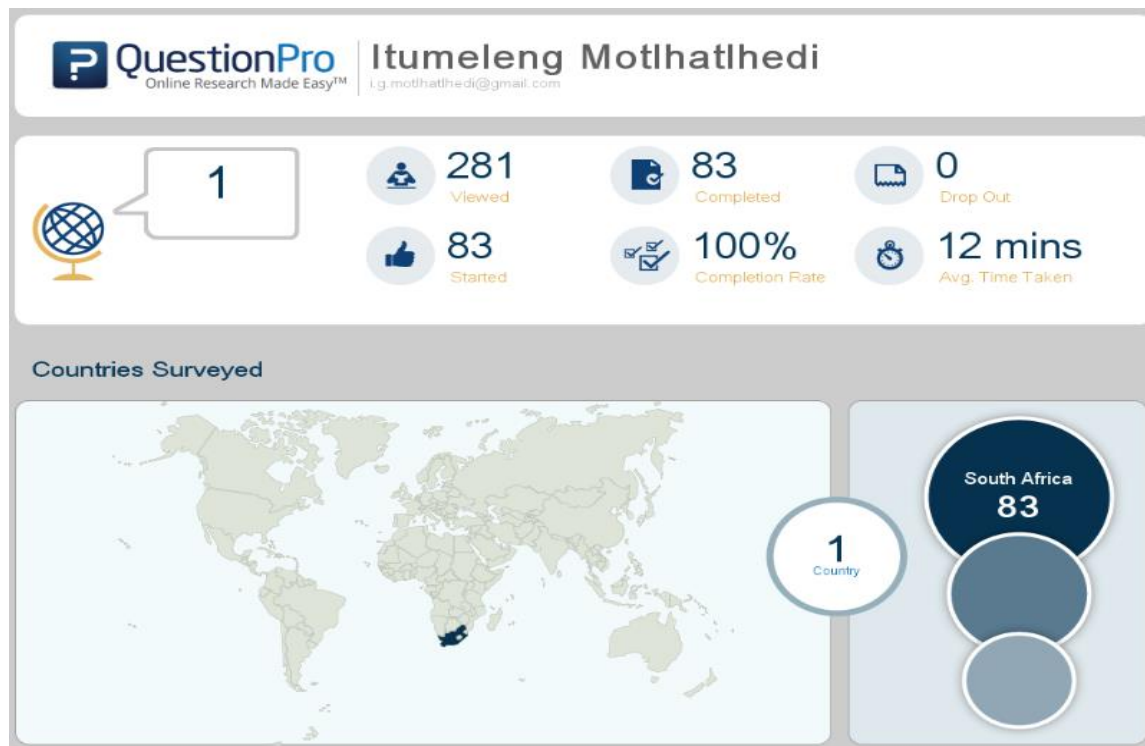 QuestionPro
Online Research Made Easy™
Itumeleng Motlhatlhedi
i.g.motlhatlhedi@gmail.com
1
281
Viewed
83
Completed
0
Drop Out
83
Started
100%
Completion Rate
12 mins
Avg. Time Taken
Countries Surveyed
South Africa
83
1
Country